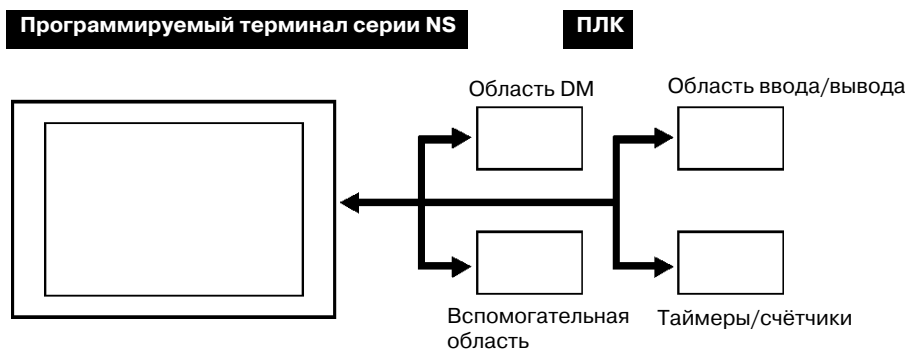 Программируемый терминал серии NS
ПЛК
Область DM
Область ввода/вывода
Вспомогательная
область
Таймеры/счётчики